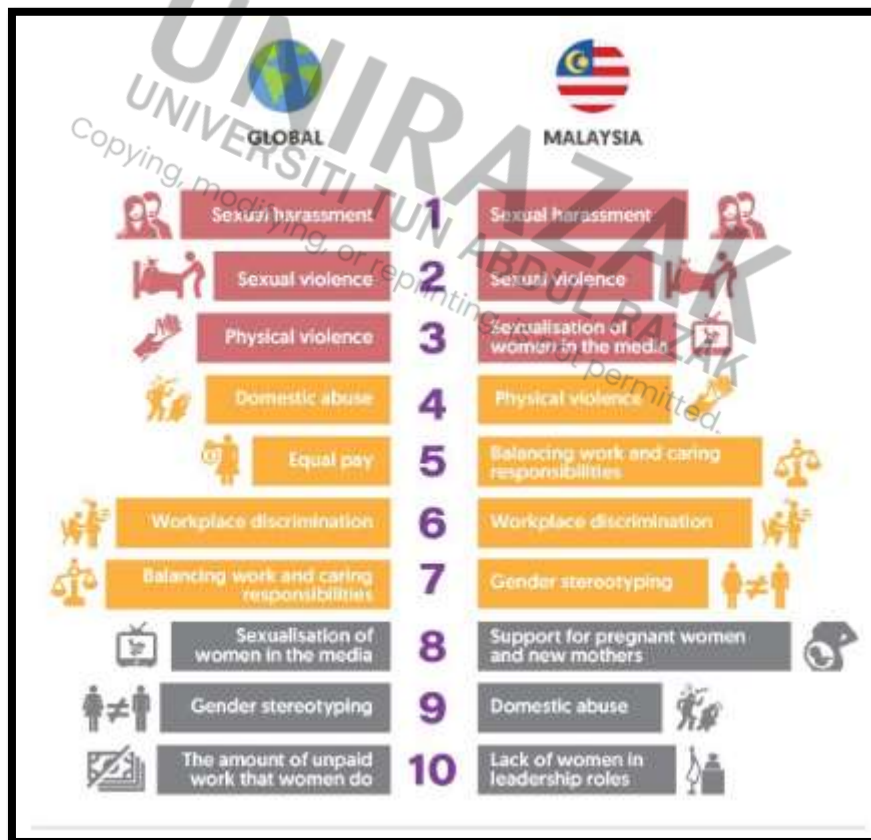 GLOBAL
MALAYSIA
Sexual harassment
1
Sexual harassment
Sexual violence
2
Sexual violence
Physical violence
3
Sexualisation of
women in the media
Domestic abuse
4
Physical violence
Equal pay
5
Balancing work and caring
responsibilities
Workplace discrimination
6
Workplace discrimination
Balancing work and caring
responsibilities
7
Gender stereotyping
Sexualisation of
women in the media
8
Support for pregnant women
and new mothers
Gender stereotyping
9
Domestic abuse
The amount of unpaid
work that women do
10
Lack of women in
leadership roles
UNIRAZAK
UNIVERSITI TUN ABDUL RAZAK
Copying, modifying, or reprinting, is not permitted.